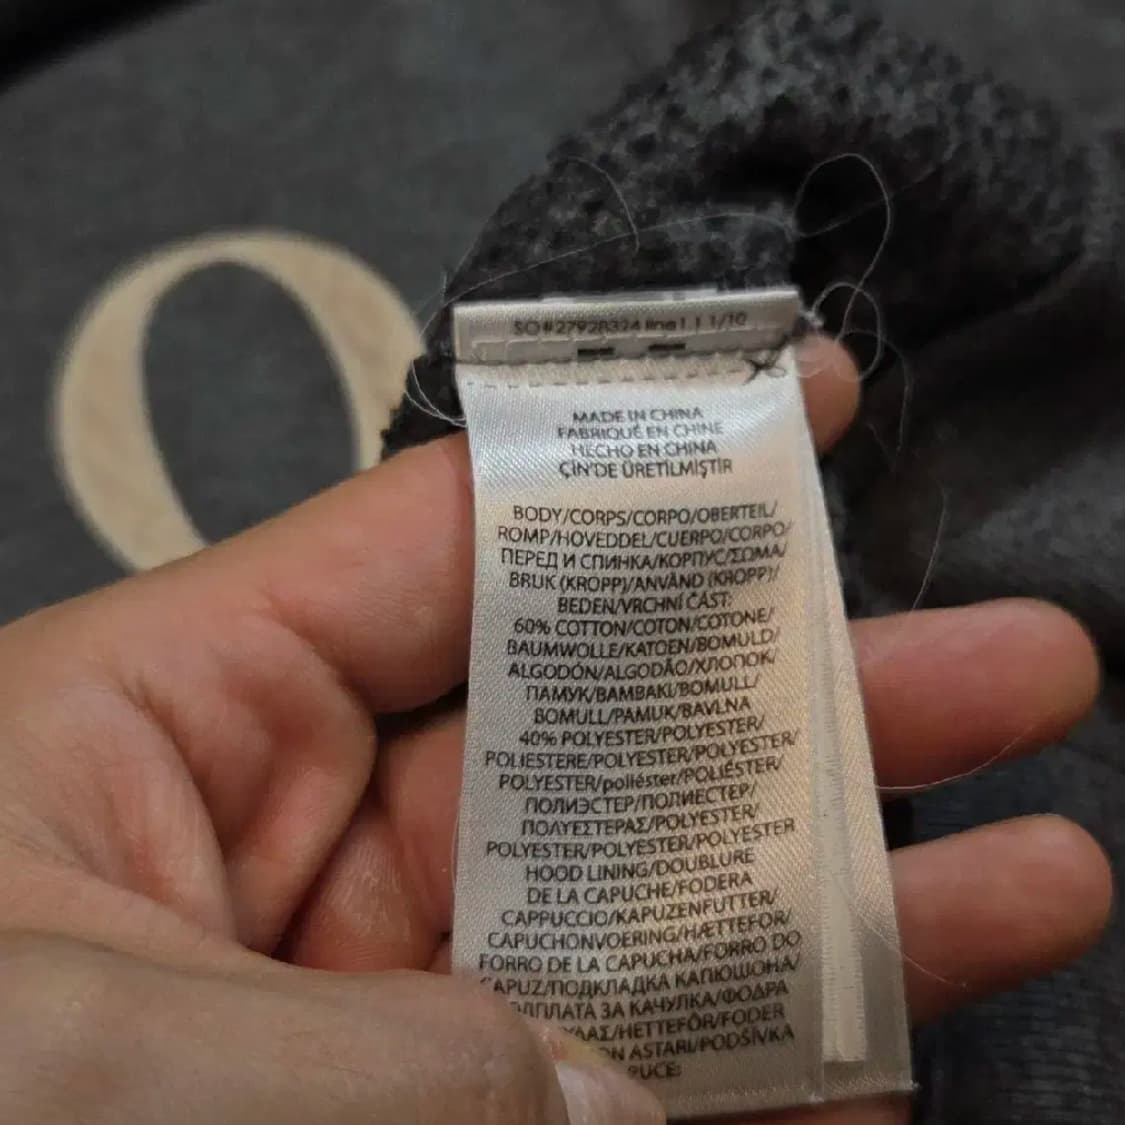 SO#27928324 line1 1 1/10
MADE IN CHINA
FABRIQUÉ EN CHINE
HECHO EN CHINA
ÇİN'DE ÜRETİLMİŞTİR
BODY/CORPS/CORPO/OBERTEIL/
ROMP/HOVEDDEL/CUERPO/CORPO/
ПЕРЕД И СПИНКА/КОРПУС/ΣΩΜΑ/
BRUK (KROPP)/ANVÄND (KROPP)/
BEDEN/VRCHNÍ ČÁST:
60% COTTON/COTON/COTONE/
BAUMWOLLE/KATOEN/BOMULD/
ALGODÓN/ALGODÃO/ХЛОПОК/
ПАМУК/ΒΑΜΒΑΚΙ/BOMULL/
BOMULL/PAMUK/BAVLNA
40% POLYESTER/POLYESTER/
POLIESTERE/POLYESTER/POLYESTER/
POLYESTER/poliéster/POLIÉSTER/
ПОЛИЭСТЕР/ПОЛИЕСТЕР/
ΠΟΛΥΕΣΤΕΡΑΣ/POLYESTER/
POLYESTER/POLYESTER/POLYESTER
HOOD LINING/DOUBLURE
DE LA CAPUCHE/FODERA
CAPPUCCIO/KAPUZENFUTTER/
CAPUCHONVOERING/HÆTTEFOR/
FORRO DE LA CAPUCHA/FORRO DO
CAPUZ/ПОДКЛАДКА КАПЮШОНА/
ПОДПЛАТА ЗА КАЧУЛКА/ΦΟΔΡΑ
/HETTEFÔR/FODER
ASTARI/PODŠÍVKA
O